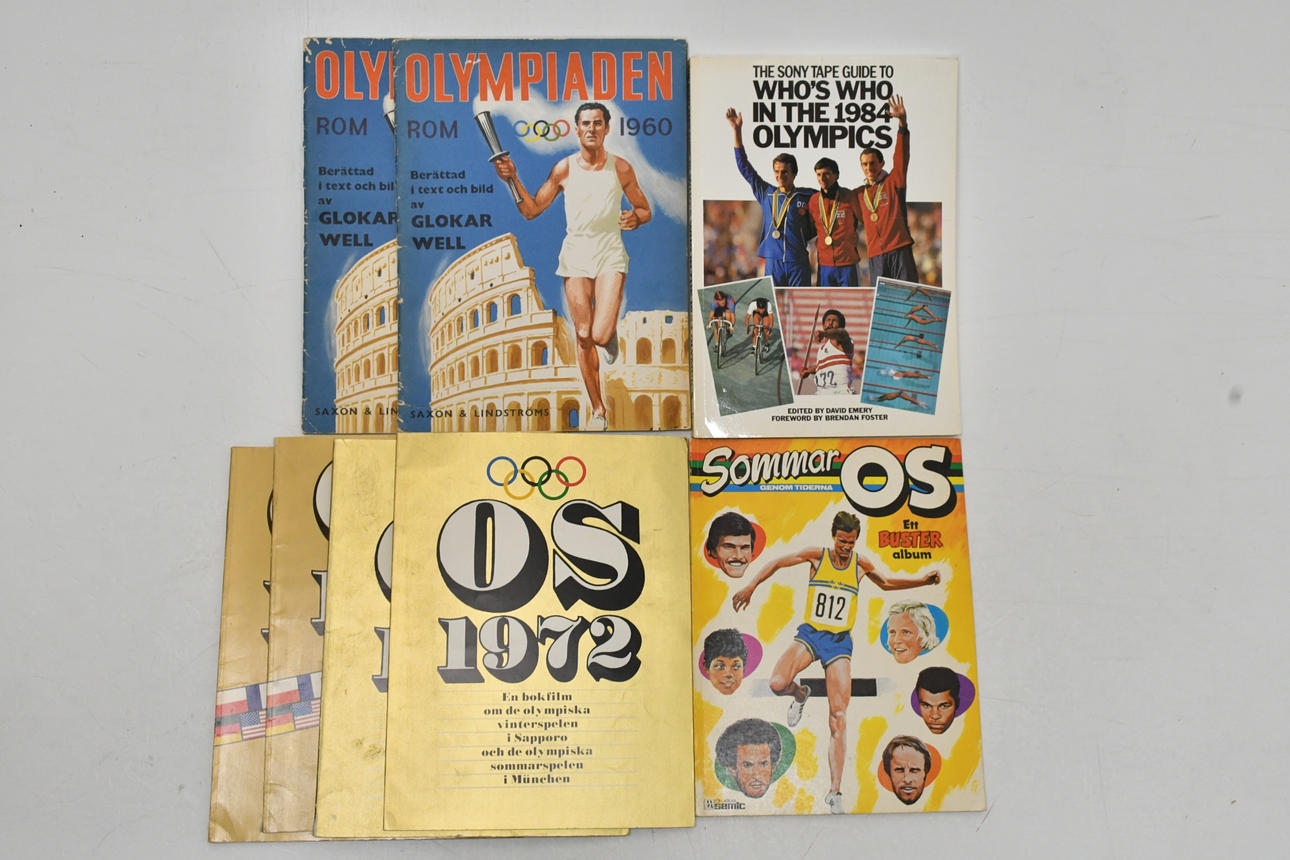 OLY
ROM
Berättad
i text och bil
av
GLOKAR
WELL
SAXON & LIN
OLYMPIADEN
ROM 1960
Berättad
i text och bild
av
GLOKAR
WELL
SAXON & LINDSTRÖMS
THE SONY TAPE GUIDE TO
WHO'S WHO
IN THE 1984
OLYMPICS
EDITED BY DAVID EMERY
FOREWORD BY BRENDAN FOSTER
OS
1972
En bokfilm
om de olympiska
vinterspelen
i Sapporo
och de olympiska
sommarspelen
i München
Sommar OS
GENOM TIDERNA
Ett
BUSTER
album
812
semic